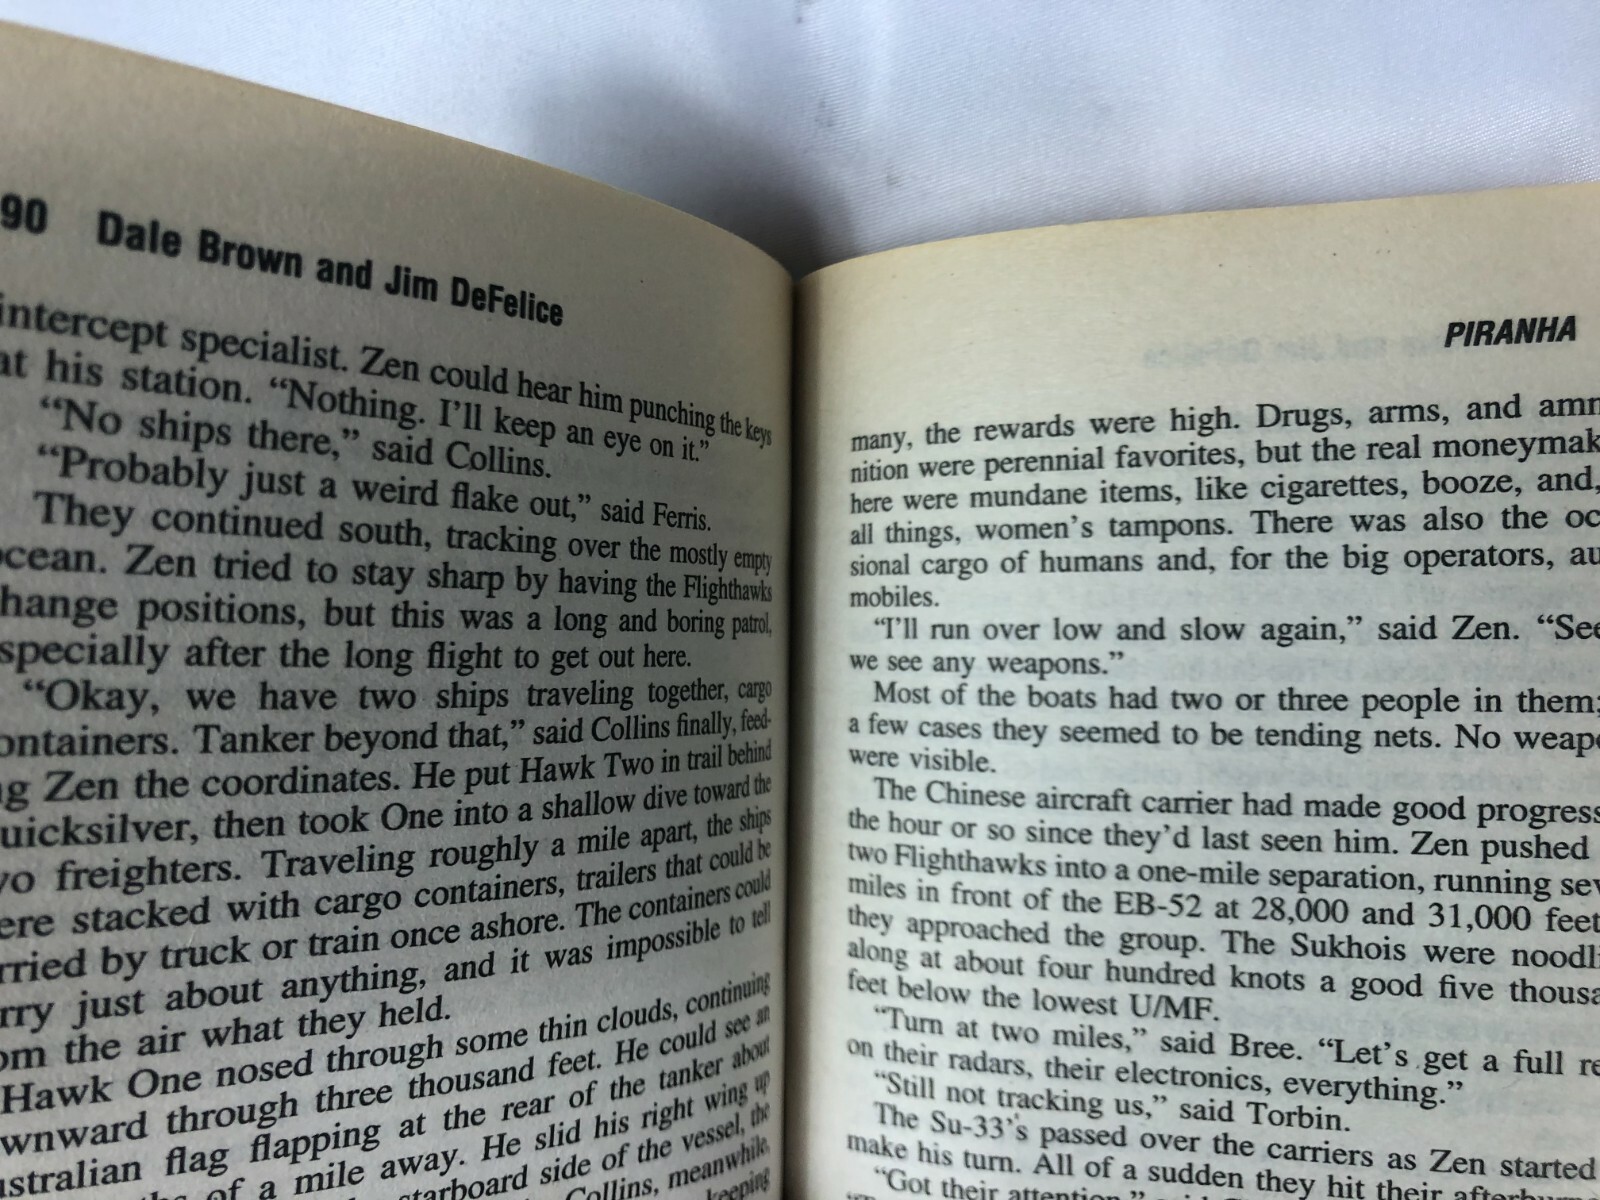 90 Dale Brown and Jim DeFelice
intercept specialist. Zen could hear him punching the keys
at his station. “Nothing. I’ll keep an eye on it.”
“No ships there,” said Collins.
“Probably just a weird flake out,” said Ferris.
They continued south, tracking over the mostly empty
ocean. Zen tried to stay sharp by having the Flighthawks
hange positions, but this was a long and boring patrol,
specially after the long flight to get out here.
“Okay, we have two ships traveling together, cargo
ontainers. Tanker beyond that,” said Collins finally, feed-
g Zen the coordinates. He put Hawk Two in trail behind
uicksilver, then took One into a shallow dive toward the
vo freighters. Traveling roughly a mile apart, the ships
ere stacked with cargo containers, trailers that could be
rried by truck or train once ashore. The containers could
rry just about anything, and it was impossible to tell
om the air what they held.
Hawk One nosed through some thin clouds, continuing
wnward through three thousand feet. He could see an
ustralian flag flapping at the rear of the tanker about
of a mile away. He slid his right wing up
starboard side of the vessel, the
Collins, meanwhile,
keeping
PIRANHA
many, the rewards were high. Drugs, arms, and amm
nition were perennial favorites, but the real moneymak
here were mundane items, like cigarettes, booze, and,
all things, women’s tampons. There was also the oc
sional cargo of humans and, for the big operators, au
mobiles.
“I’ll run over low and slow again,” said Zen. “See
we see any weapons.”
Most of the boats had two or three people in them;
a few cases they seemed to be tending nets. No weap
were visible.
The Chinese aircraft carrier had made good progress
the hour or so since they’d last seen him. Zen pushed
two Flighthawks into a one-mile separation, running sev
miles in front of the EB-52 at 28,000 and 31,000 feet
they approached the group. The Sukhois were noodli
along at about four hundred knots a good five thousa
feet below the lowest U/MF.
“Turn at two miles,” said Bree. “Let’s get a full re
on their radars, their electronics, everything.”
“Still not tracking us,” said Torbin.
The Su-33’s passed over the carriers as Zen started
make his turn. All of a sudden they hit their afterburne
“Got their attention,” said